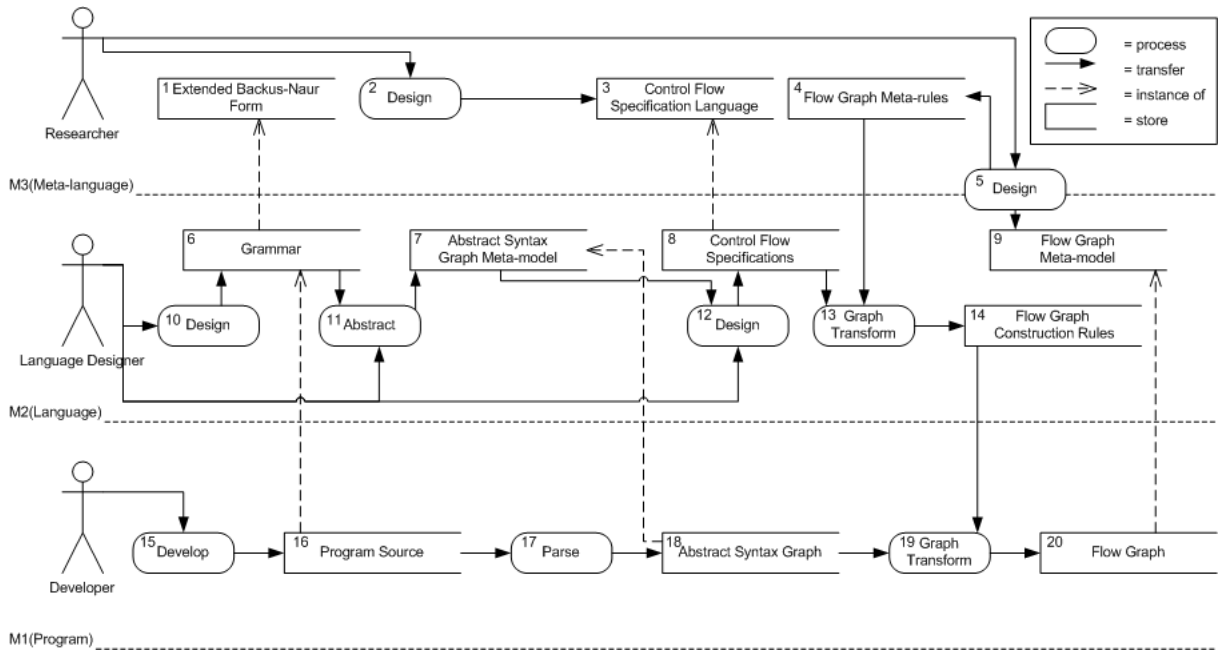 1 Extended Backus-Naur
Form
2
Design
3 Control Flow
Specification Language
4
Flow Graph Meta-rules
= process
= transfer
= instance of
= store
Researcher
M3(Meta-language)
5
Design
6
Grammar
7 Abstract Syntax
Graph Meta-model
8 Control Flow
Specifications
9 Flow Graph
Meta-model
10
Design
11
Abstract
12
Design
13 Graph
Transform
14 Flow Graph
Construction Rules
Language Designer
M2(Language)
15
Develop
16
Program Source
17
Parse
18
Abstract Syntax Graph
19 Graph
Transform
20
Flow Graph
Developer
M1(Program)